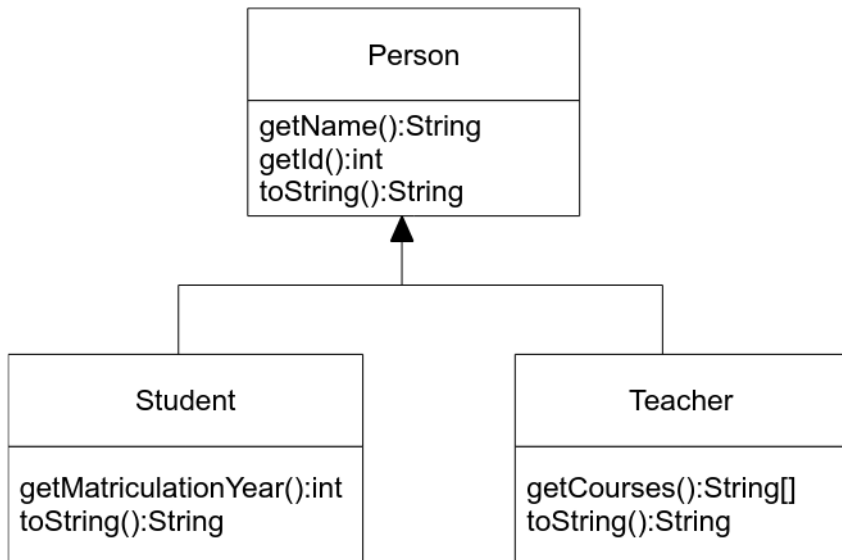 Person
getName():String
getId():int
toString():String
Student
getMatriculationYear():int
toString():String
Teacher
getCourses():String[]
toString():String